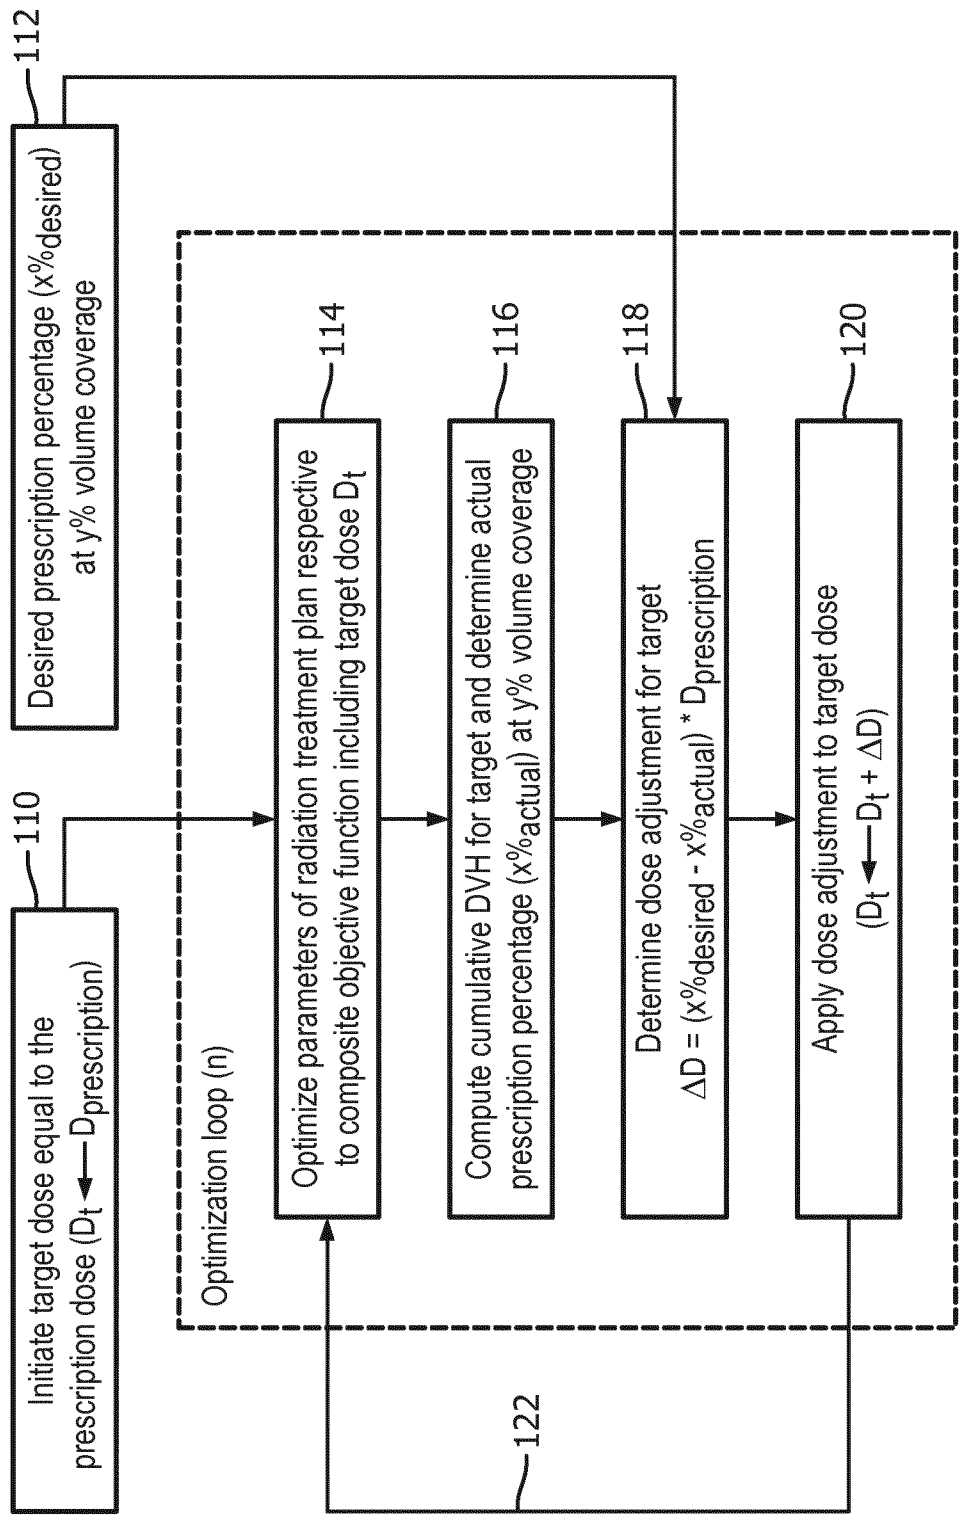 110
Initiate target dose equal to the
prescription dose (Dt ← Dprescription)
112
Desired prescription percentage (x%desired)
at y% volume coverage
Optimization loop (n)
114
Optimize parameters of radiation treatment plan respective
to composite objective function including target dose Dt
116
Compute cumulative DVH for target and determine actual
prescription percentage (x%actual) at y% volume coverage
118
Determine dose adjustment for target
ΔD = (x%desired - x%actual) * Dprescription
120
Apply dose adjustment to target dose
(Dt ← Dt + ΔD)
122